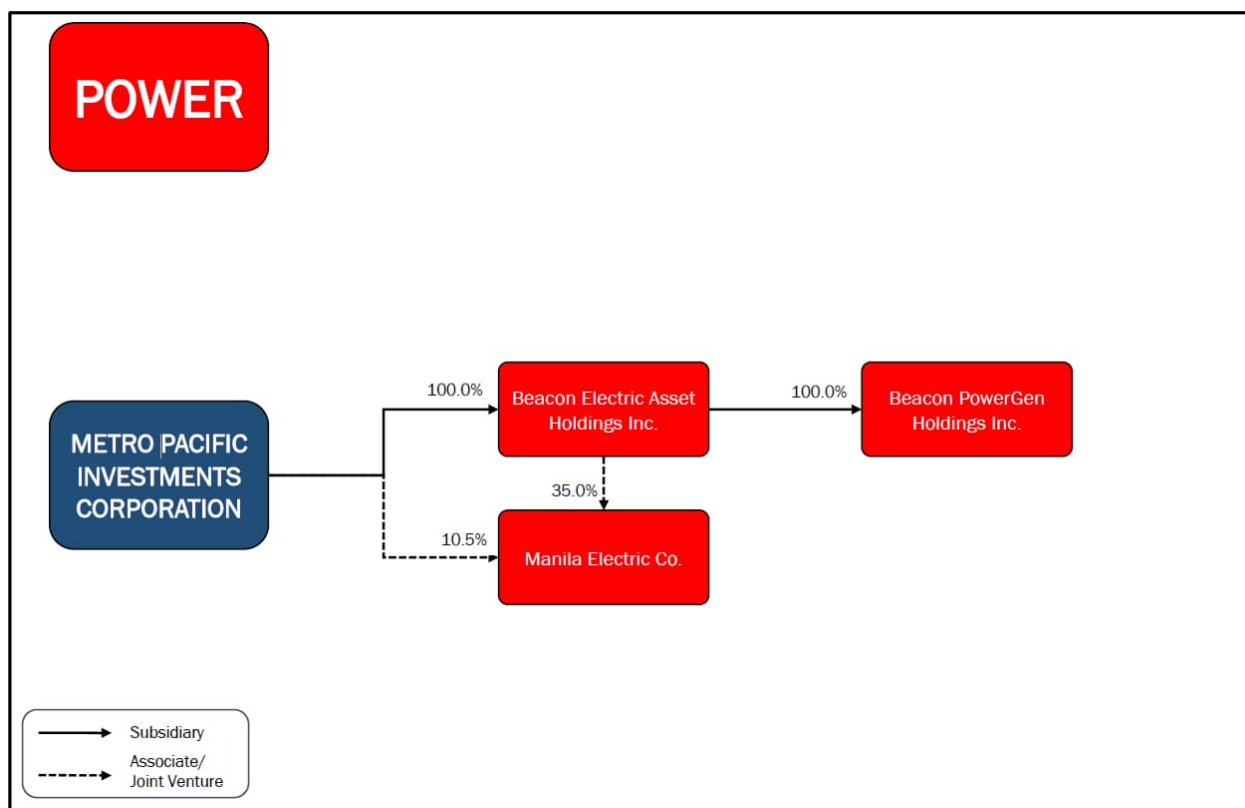 POWER
METRO PACIFIC
INVESTMENTS
CORPORATION
100.0%
Beacon Electric Asset
Holdings Inc.
100.0%
Beacon PowerGen
Holdings Inc.
35.0%
10.5%
Manila Electric Co.
Subsidiary
Associate/
Joint Venture